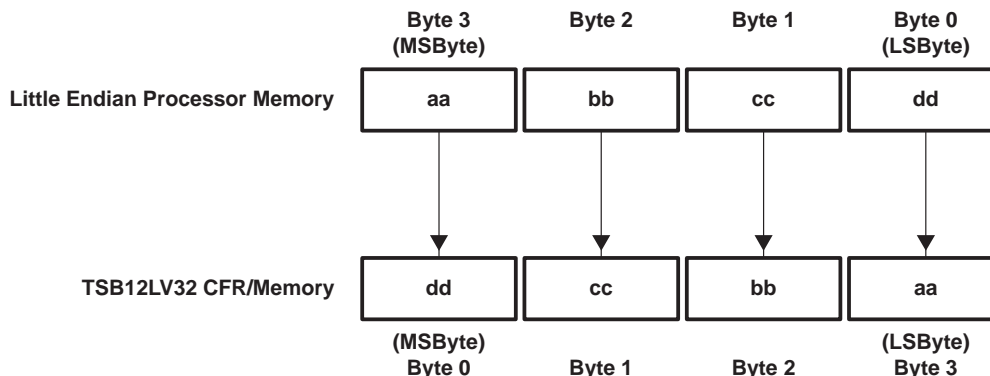 Byte 3 Byte 2 Byte 1 Byte 0
(MSByte) (LSByte)
Little Endian Processor Memory aa bb cc dd
TSB12LV32 CFR/Memory dd cc bb aa
(MSByte) (LSByte)
Byte 0 Byte 1 Byte 2 Byte 3